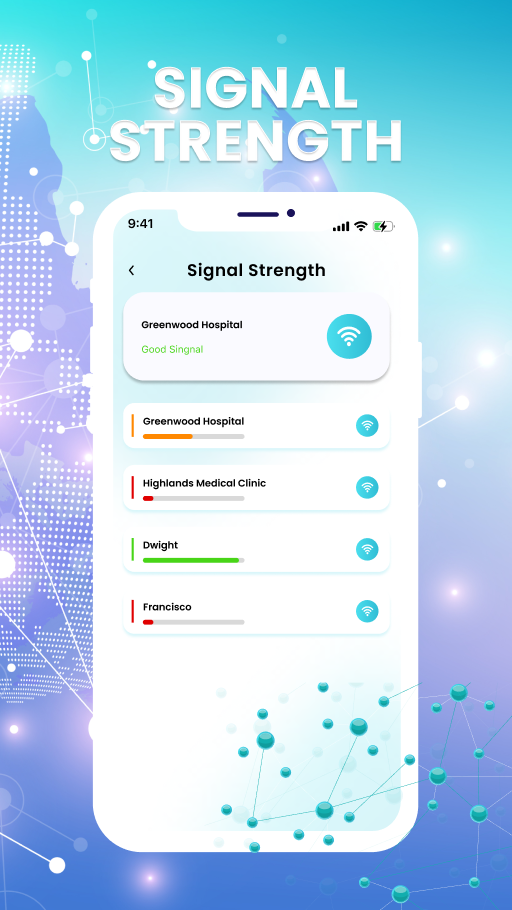 SIGNAL
STRENGTH
9:41
Signal Strength
Greenwood Hospital
Good Singnal
Greenwood Hospital
Highlands Medical Clinic
Dwight
Francisco